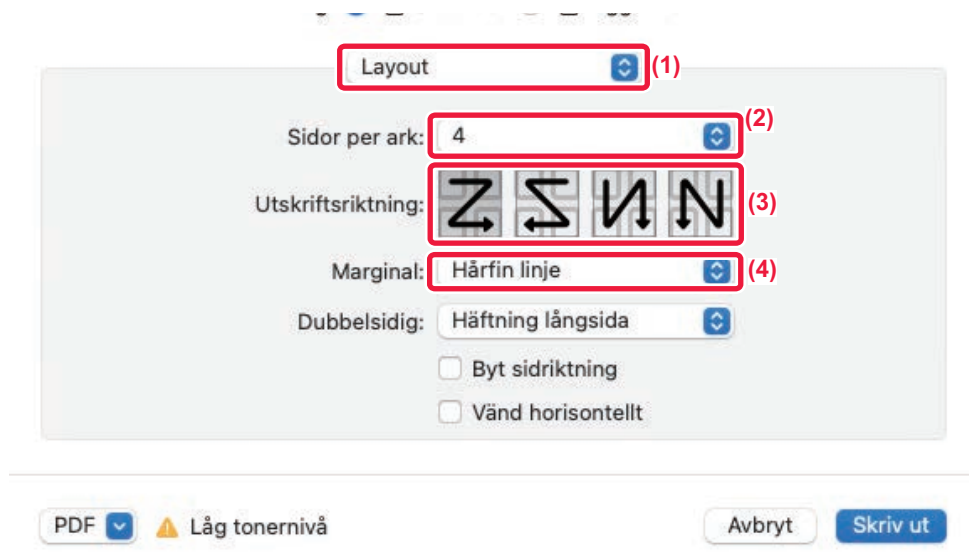 Layout (1)
Sidor per ark: 4 (2)
Utskriftsriktning: (3)
Marginal: Hårfin linje (4)
Dubbelsidig: Häftning långsida
Byt sidriktning
Vänd horisontellt
PDF Låg tonernivå Avbryt Skriv ut